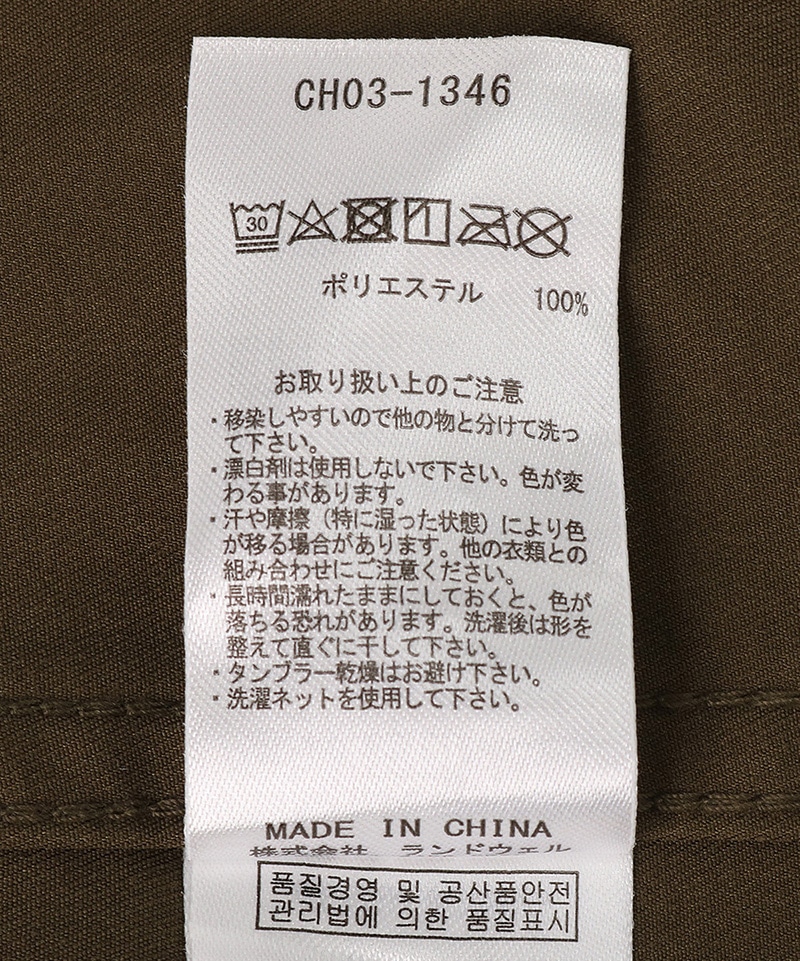 CH03-1346
30
ポリエステル 100%
お取り扱い上のご注意
・移染しやすいので他の物と分けて洗っ
て下さい。
・漂白剤は使用しないで下さい。色が変
わる事があります。
・汗や摩擦（特に湿った状態）により色
が移る場合があります。他の衣類との
組み合わせにご注意ください。
・長時間濡れたままにしておくと、色が
落ちる恐れがあります。洗濯後は形を
整えて直ぐに干して下さい。
・タンブラー乾燥はお避け下さい。
・洗濯ネットを使用して下さい。
MADE IN CHINA
株式会社 ランドウェル
품질경영 및 공산품안전
관리법에 의한 품질표시